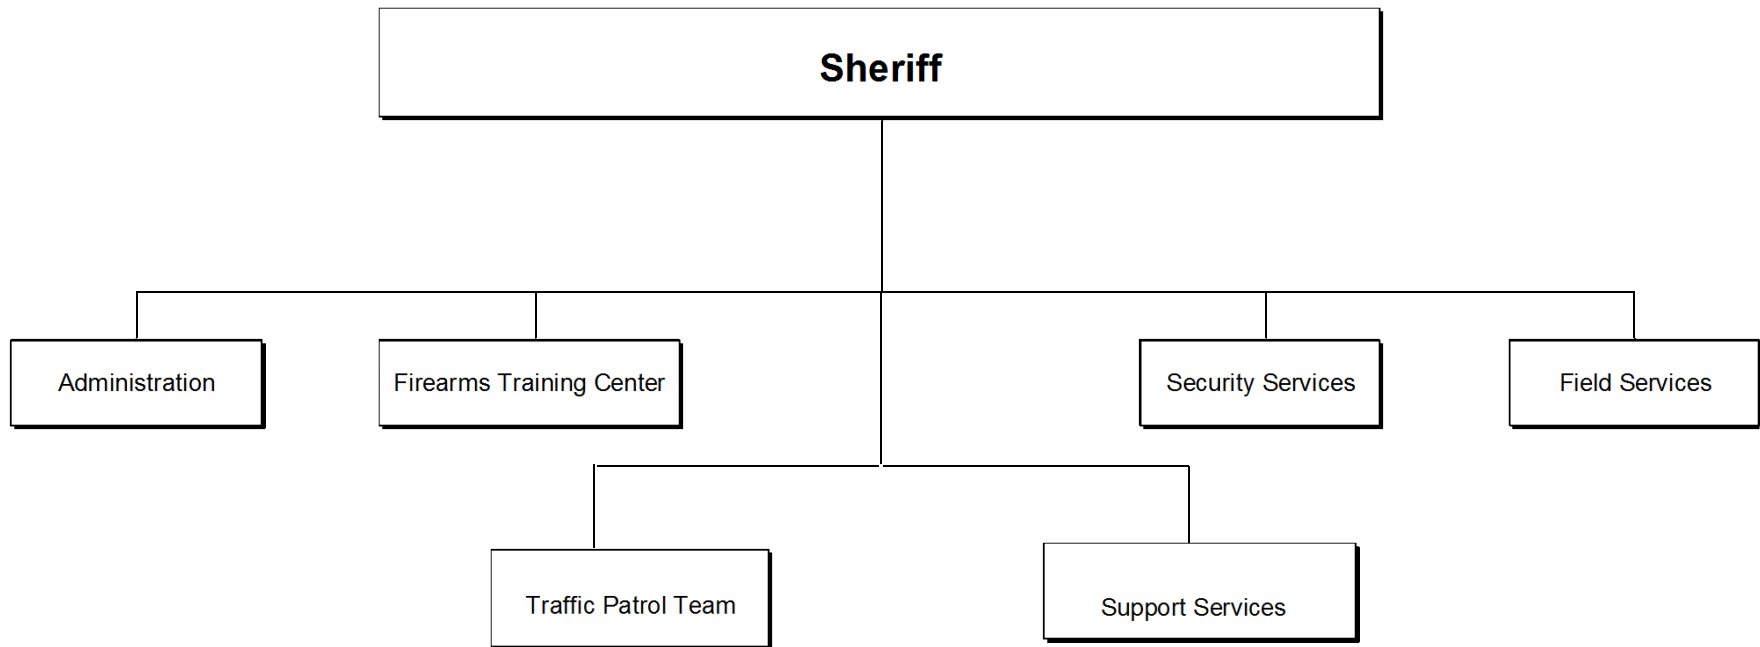 Sheriff
Administration
Firearms Training Center
Security Services
Field Services
Traffic Patrol Team
Support Services